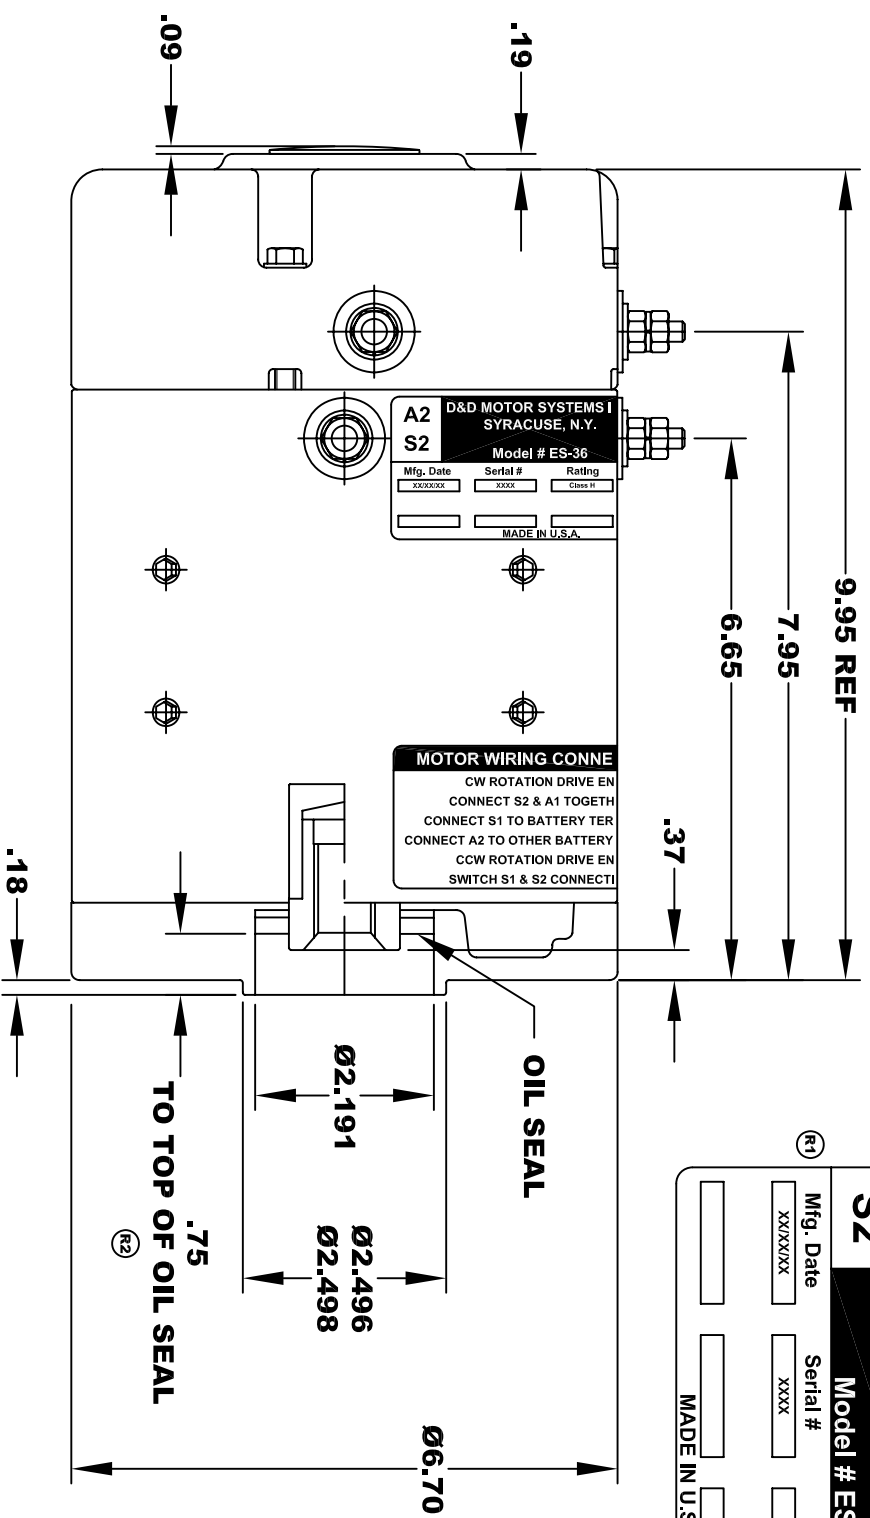 .09
.19
9.95 REF
7.95
6.65
.37
.18
A2
S2
D&D MOTOR SYSTEMS
SYRACUSE, N.Y.
Model # ES-36
Mfg. Date Serial # Rating
XX/XX/XX XXXX Class H
MADE IN U.S.A.
MOTOR WIRING CONNE
CW ROTATION DRIVE EN
CONNECT S2 & A1 TOGETH
CONNECT S1 TO BATTERY TER
CONNECT A2 TO OTHER BATTERY
CCW ROTATION DRIVE EN
SWITCH S1 & S2 CONNECTI
OIL SEAL
Ø2.191
Ø2.496
Ø2.498
.75
TO TOP OF OIL SEAL
R2
Ø6.70
R1
S2
Model # ES
Mfg. Date Serial #
XX/XX/XX XXXX
MADE IN U.S